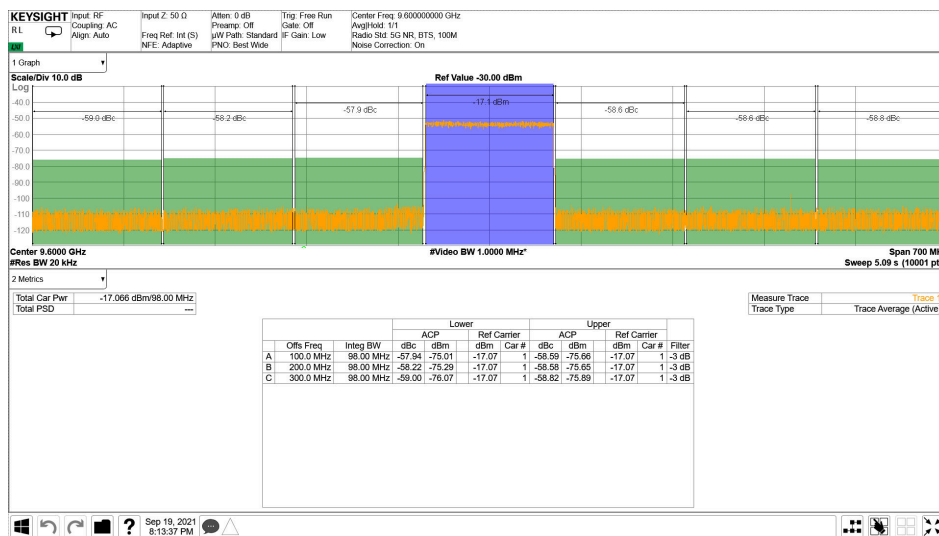 KEYSIGHT Input: RF Input Z: 50 Ω Atten: 0 dB Trig: Free Run Center Freq: 9.600000000 GHz
RL Coupling: AC Preamp: Off Gate: Off Avg|Hold: 1/1
Align: Auto Freq Ref: Int (S) µW Path: Standard IF Gain: Low Radio Std: 5G NR, BTS, 100M
NFE: Adaptive PNO: Best Wide Noise Correction: On
1 Graph
Scale/Div 10.0 dB Ref Value -30.00 dBm
Log
-40.0 -17.1 dBm
-57.9 dBc -58.6 dBc
-50.0 -59.0 dBc -58.2 dBc -58.6 dBc -58.8 dBc
-60.0
-70.0
-80.0
-90.0
-100
-110
-120
Center 9.6000 GHz #Video BW 1.0000 MHz* Span 700 MH
#Res BW 20 kHz Sweep 5.09 s (10001 pt
2 Metrics
Total Car Pwr -17.066 dBm/98.00 MHz Measure Trace Trace 1
Total PSD --- Trace Type Trace Average (Active
Lower Upper
ACP Ref Carrier ACP Ref Carrier
Offs Freq Integ BW dBc dBm dBm Car # dBc dBm dBm Car # Filter
A 100.0 MHz 98.00 MHz -57.94 -75.01 -17.07 1 -58.59 -75.66 -17.07 1 -3 dB
B 200.0 MHz 98.00 MHz -58.22 -75.29 -17.07 1 -58.58 -75.65 -17.07 1 -3 dB
C 300.0 MHz 98.00 MHz -59.00 -76.07 -17.07 1 -58.82 -75.89 -17.07 1 -3 dB
? Sep 19, 2021
8:13:37 PM